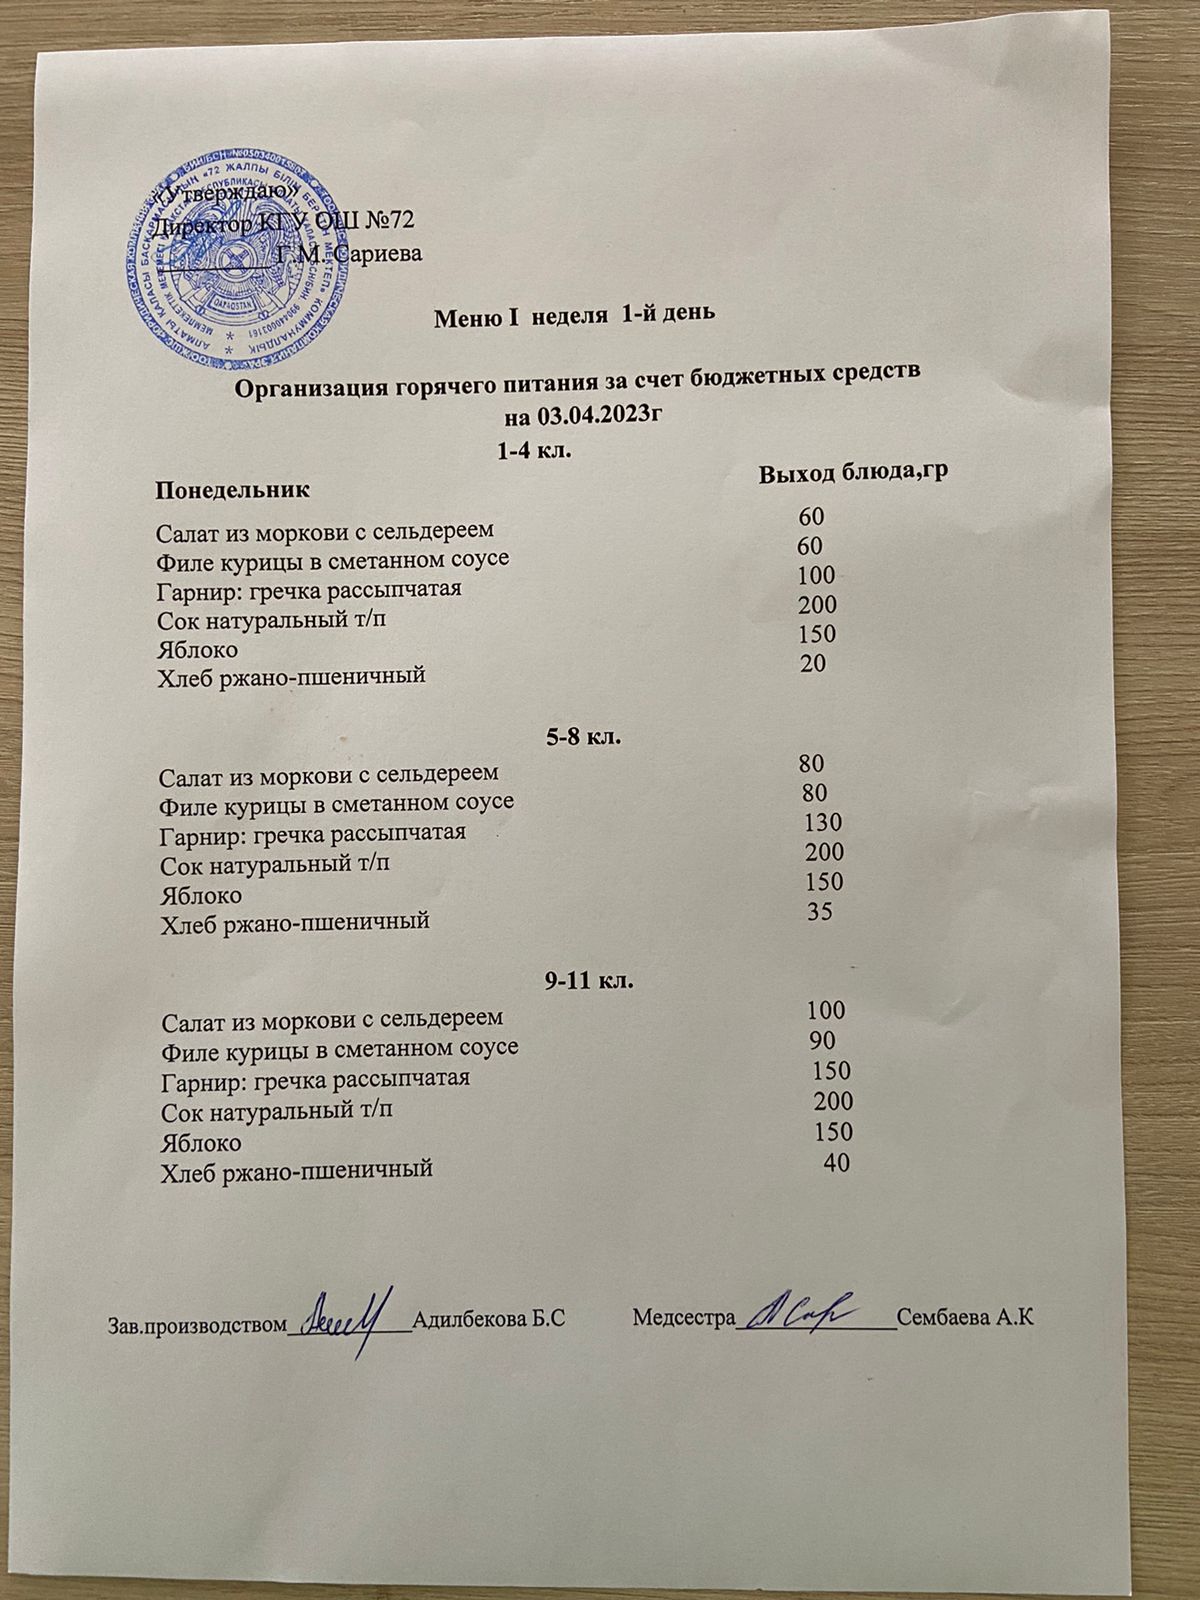 «Утверждаю»
Директор КГУ ОШ №72
_________ Г.М. Сариева
QAZAQSTAN
Меню I неделя 1-й день
Организация горячего питания за счет бюджетных средств
на 03.04.2023г
1-4 кл.
Понедельник Выход блюда,гр
Салат из моркови с сельдереем 60
Филе курицы в сметанном соусе 60
Гарнир: гречка рассыпчатая 100
Сок натуральный т/п 200
Яблоко 150
Хлеб ржано-пшеничный 20
5-8 кл.
Салат из моркови с сельдереем 80
Филе курицы в сметанном соусе 80
Гарнир: гречка рассыпчатая 130
Сок натуральный т/п 200
Яблоко 150
Хлеб ржано-пшеничный 35
9-11 кл.
Салат из моркови с сельдереем 100
Филе курицы в сметанном соусе 90
Гарнир: гречка рассыпчатая 150
Сок натуральный т/п 200
Яблоко 150
Хлеб ржано-пшеничный 40
Зав.производством__________Адилбекова Б.С Медсестра_____________Сембаева А.К